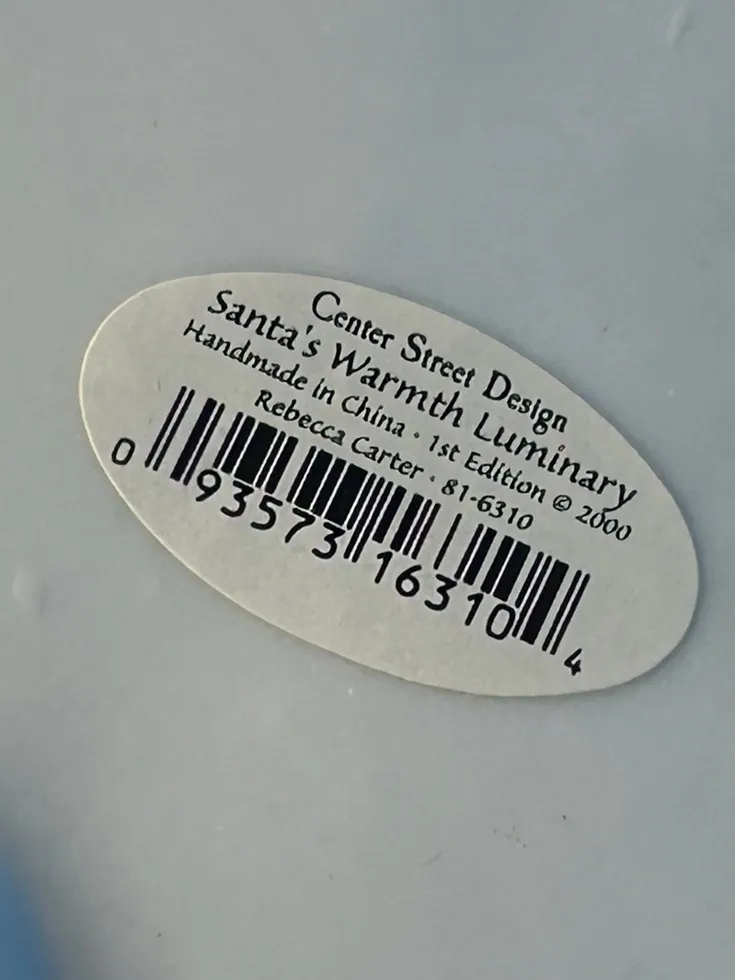 Center Street Design
Santa's Warmth Luminary
Handmade in China · 1st Edition © 2000
Rebecca Carter · 81-6310
0 93573 16310 4